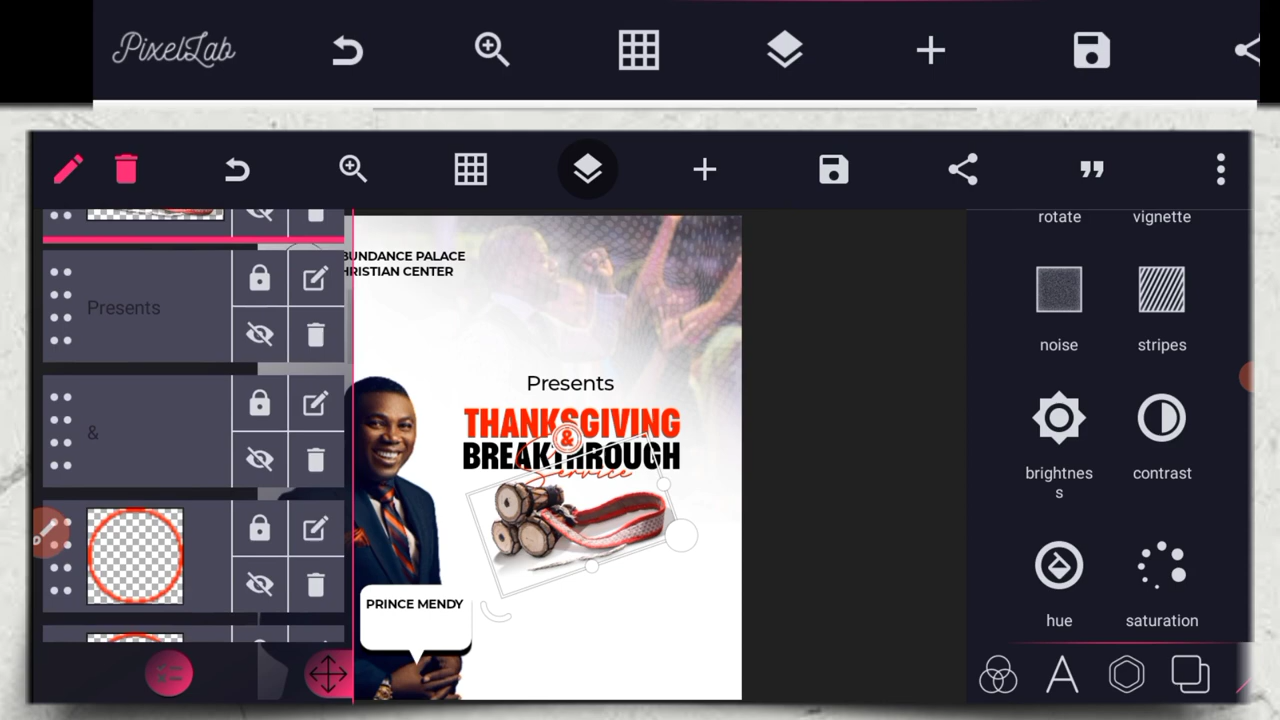 PixelLab
rotate
vignette
BUNDANCE PALACE
HRISTIAN CENTER
Presents
noise
stripes
Presents
THANKSGIVING
&
BREAKTHROUGH
Service
&
brightnes
s
contrast
PRINCE MENDY
hue
saturation